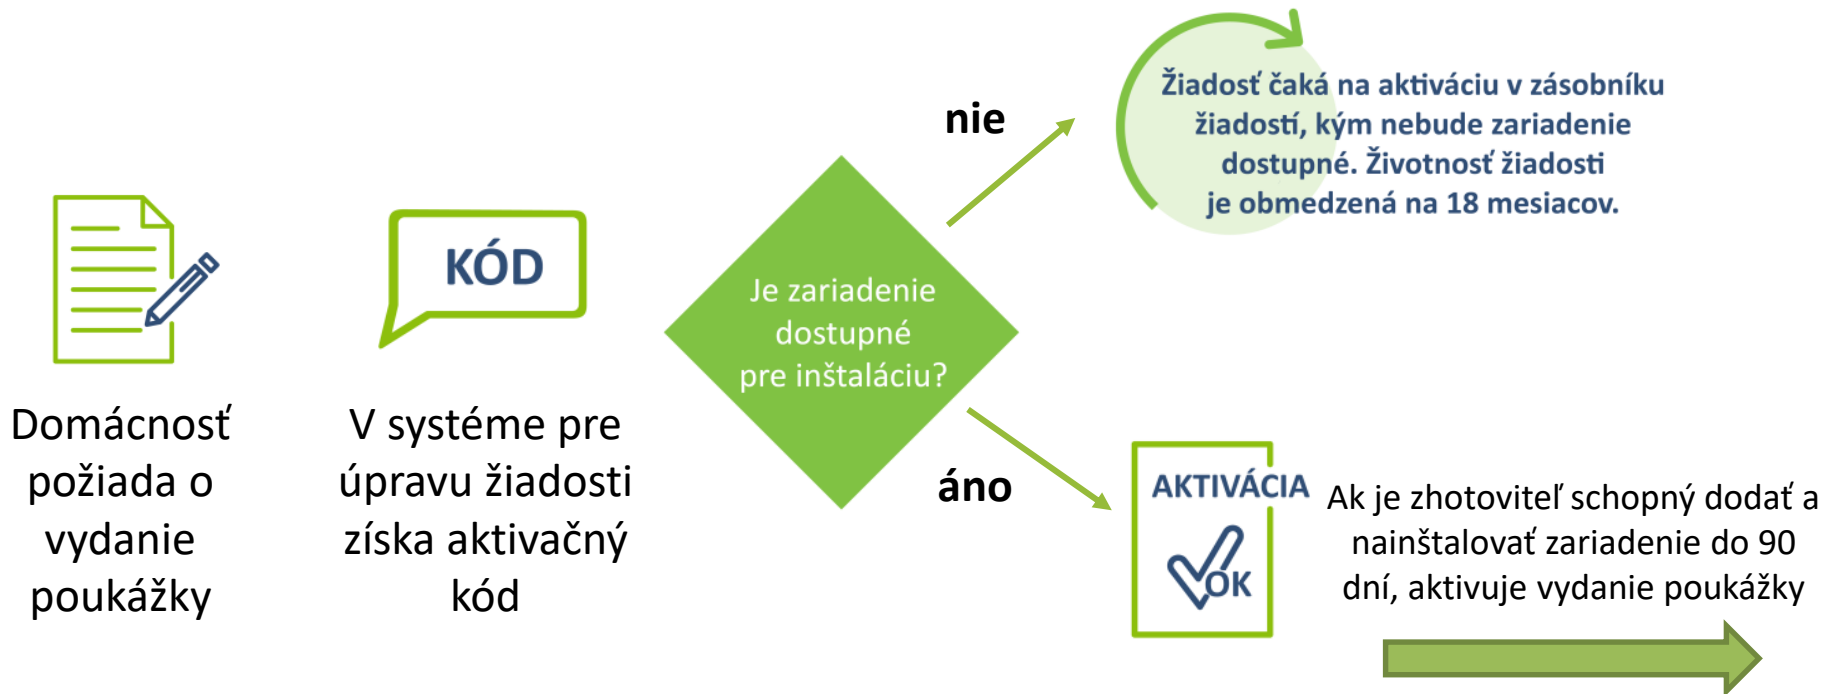 Domácnosť
požiada o
vydanie
poukážky
KÓD
V systéme pre
úpravu žiadosti
získa aktivačný
kód
Je zariadenie
dostupné
pre inštaláciu?
nie
Žiadosť čaká na aktiváciu v zásobníku
žiadostí, kým nebude zariadenie
dostupné. Životnosť žiadosti
je obmedzená na 18 mesiacov.
áno
AKTIVÁCIA
OK
Ak je zhotoviteľ schopný dodať a
nainštalovať zariadenie do 90
dní, aktivuje vydanie poukážky